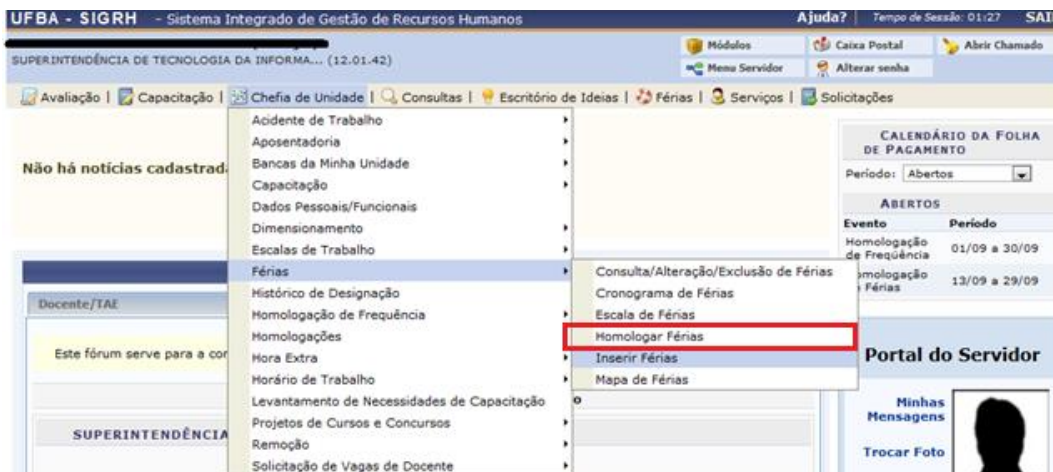 UFBA - SIGRH - Sistema Integrado de Gestão de Recursos Humanos
Ajuda? Tempo de Sessão: 01:27 SAI
SUPERINTENDÊNCIA DE TECNOLOGIA DA INFORMA... (12.01.42)
Módulos Caixa Postal Abrir Chamado
Menu Servidor Alterar senha
Avaliação | Capacitação | Chefia de Unidade | Consultas | Escritório de Ideias | Férias | Serviços | Solicitações
Não há notícias cadastrad
Acidente de Trabalho
Aposentadoria
Bancas da Minha Unidade
Capacitação
Dados Pessoais/Funcionais
Dimensionamento
Escalas de Trabalho
Férias
Histórico de Designação
Homologação de Frequência
Homologações
Hora Extra
Horário de Trabalho
Levantamento de Necessidades de Capacitação
Projetos de Cursos e Concursos
Remoção
Solicitação de Vagas de Docente
Consulta/Alteração/Exclusão de Férias
Cronograma de Férias
Escala de Férias
Homologar Férias
Inserir Férias
Mapa de Férias
Docente/TAE
Este fórum serve para a cor
o
SUPERINTENDÊNCIA
CALENDÁRIO DA FOLHA
DE PAGAMENTO
Período: Abertos
ABERTOS
Evento Período
Homologação
de Freqüência 01/09 a 30/09
omologação
Férias 13/09 a 29/09
Portal do Servidor
Minhas
Mensagens
Trocar Foto